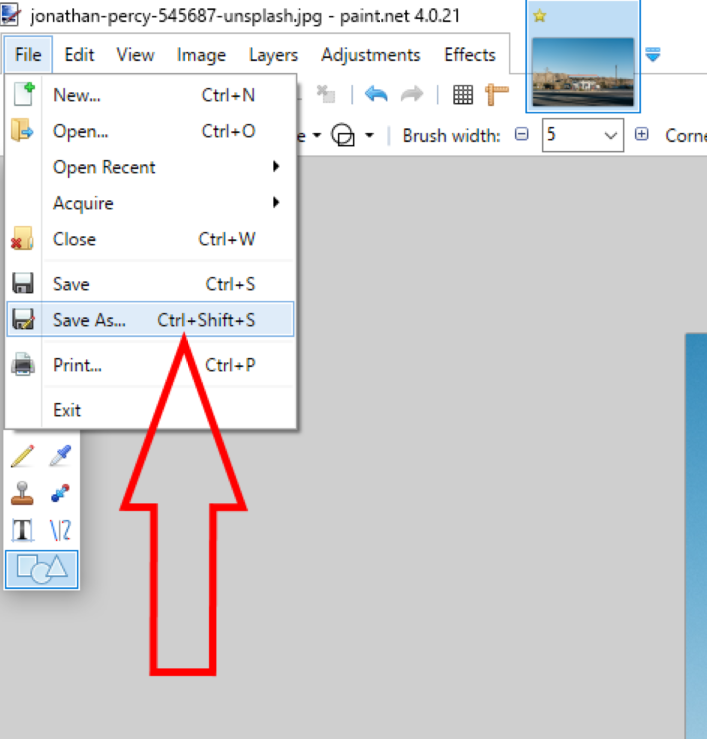 jonathan-percy-545687-unsplash.jpg - paint.net 4.0.21
File Edit View Image Layers Adjustments Effects
New... Ctrl+N
Open... Ctrl+O
Brush width: 5
Open Recent
Acquire
Close Ctrl+W
Save Ctrl+S
Save As... Ctrl+Shift+S
Print... Ctrl+P
Exit